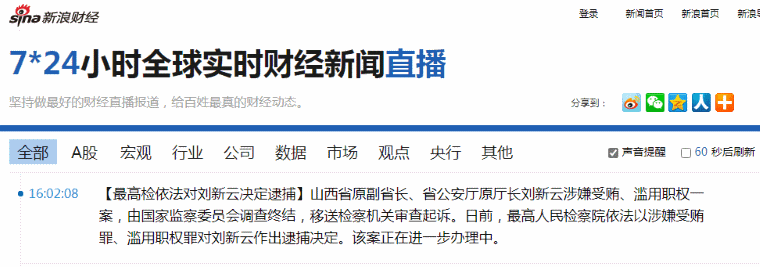 sina 新浪财经
登录 新闻首页 新浪首页 新浪导
7*24小时全球实时财经新闻直播
坚持做最好的财经直播报道，给百姓最真的财经动态。
分享到：
全部 A股 宏观 行业 公司 数据 市场 观点 央行 其他 声音提醒 60 秒后刷新
16:02:08 【最高检依法对刘新云决定逮捕】山西省原副省长、省公安厅原厅长刘新云涉嫌受贿、滥用职权一
案，由国家监察委员会调查终结，移送检察机关审查起诉。日前，最高人民检察院依法以涉嫌受贿
罪、滥用职权罪对刘新云作出逮捕决定。该案正在进一步办理中。